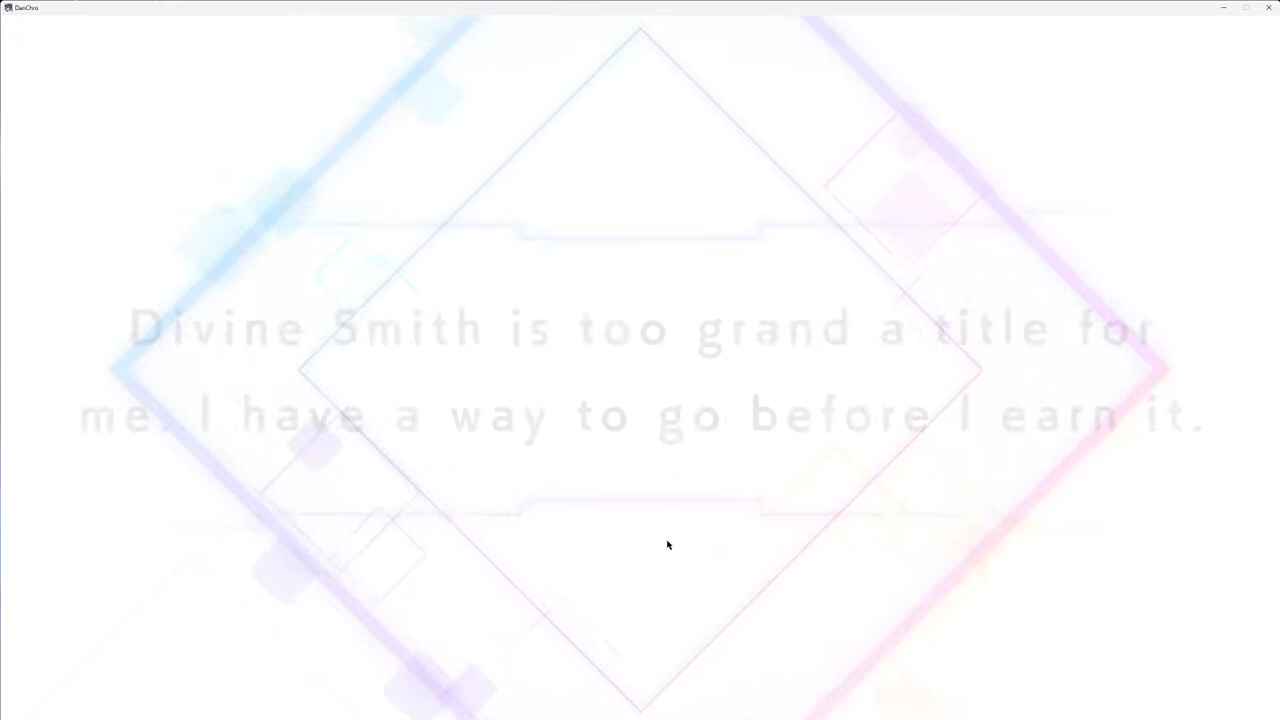 DanChro
Divine Smith is too grand a title for
me. I have a way to go before I earn it.